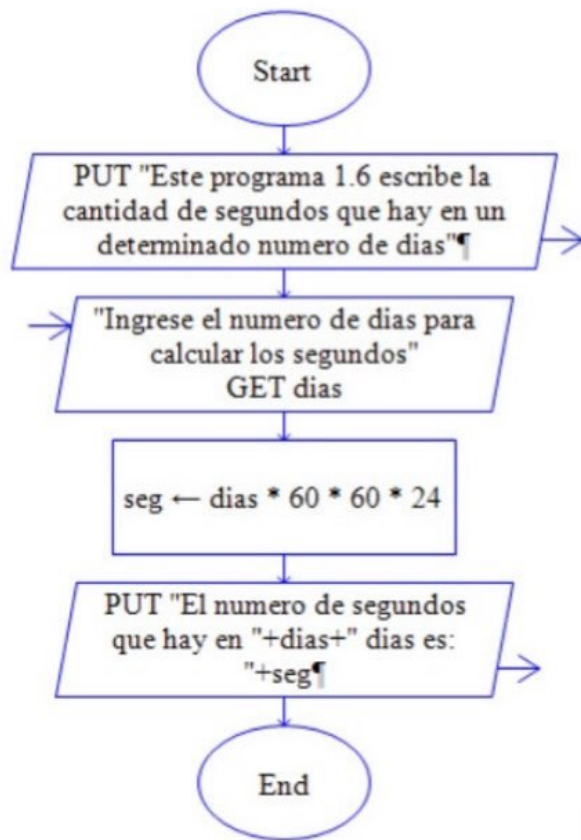 Start
PUT "Este programa 1.6 escribe la
cantidad de segundos que hay en un
determinado numero de dias"¶
"Ingrese el numero de dias para
calcular los segundos"
GET dias
seg ← dias * 60 * 60 * 24
PUT "El numero de segundos
que hay en "+dias+" dias es:
"+seg¶
End